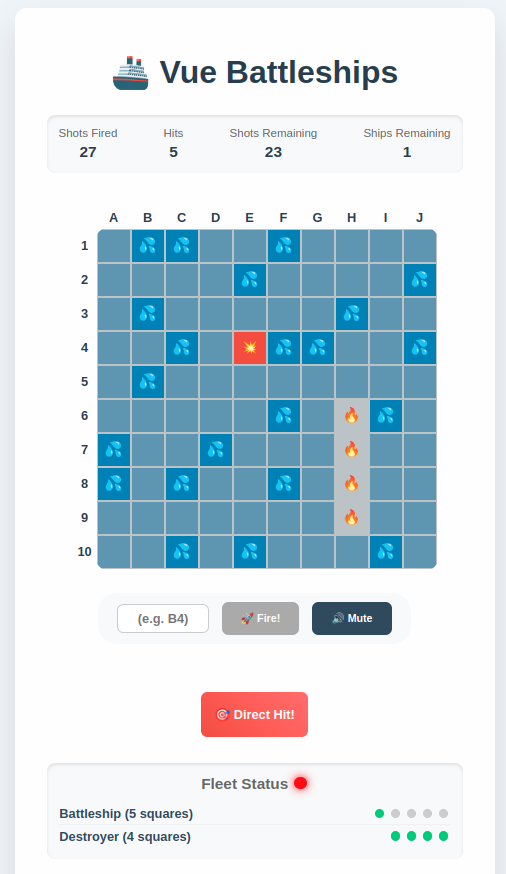 🚢 Vue Battleships
Shots Fired Hits Shots Remaining Ships Remaining
27 5 23 1
A B C D E F G H I J
1
2
3
4
5
6
7
8
9
10
(e.g. B4) 🚀 Fire! 🔊 Mute
🎯 Direct Hit!
Fleet Status
Battleship (5 squares)
Destroyer (4 squares)